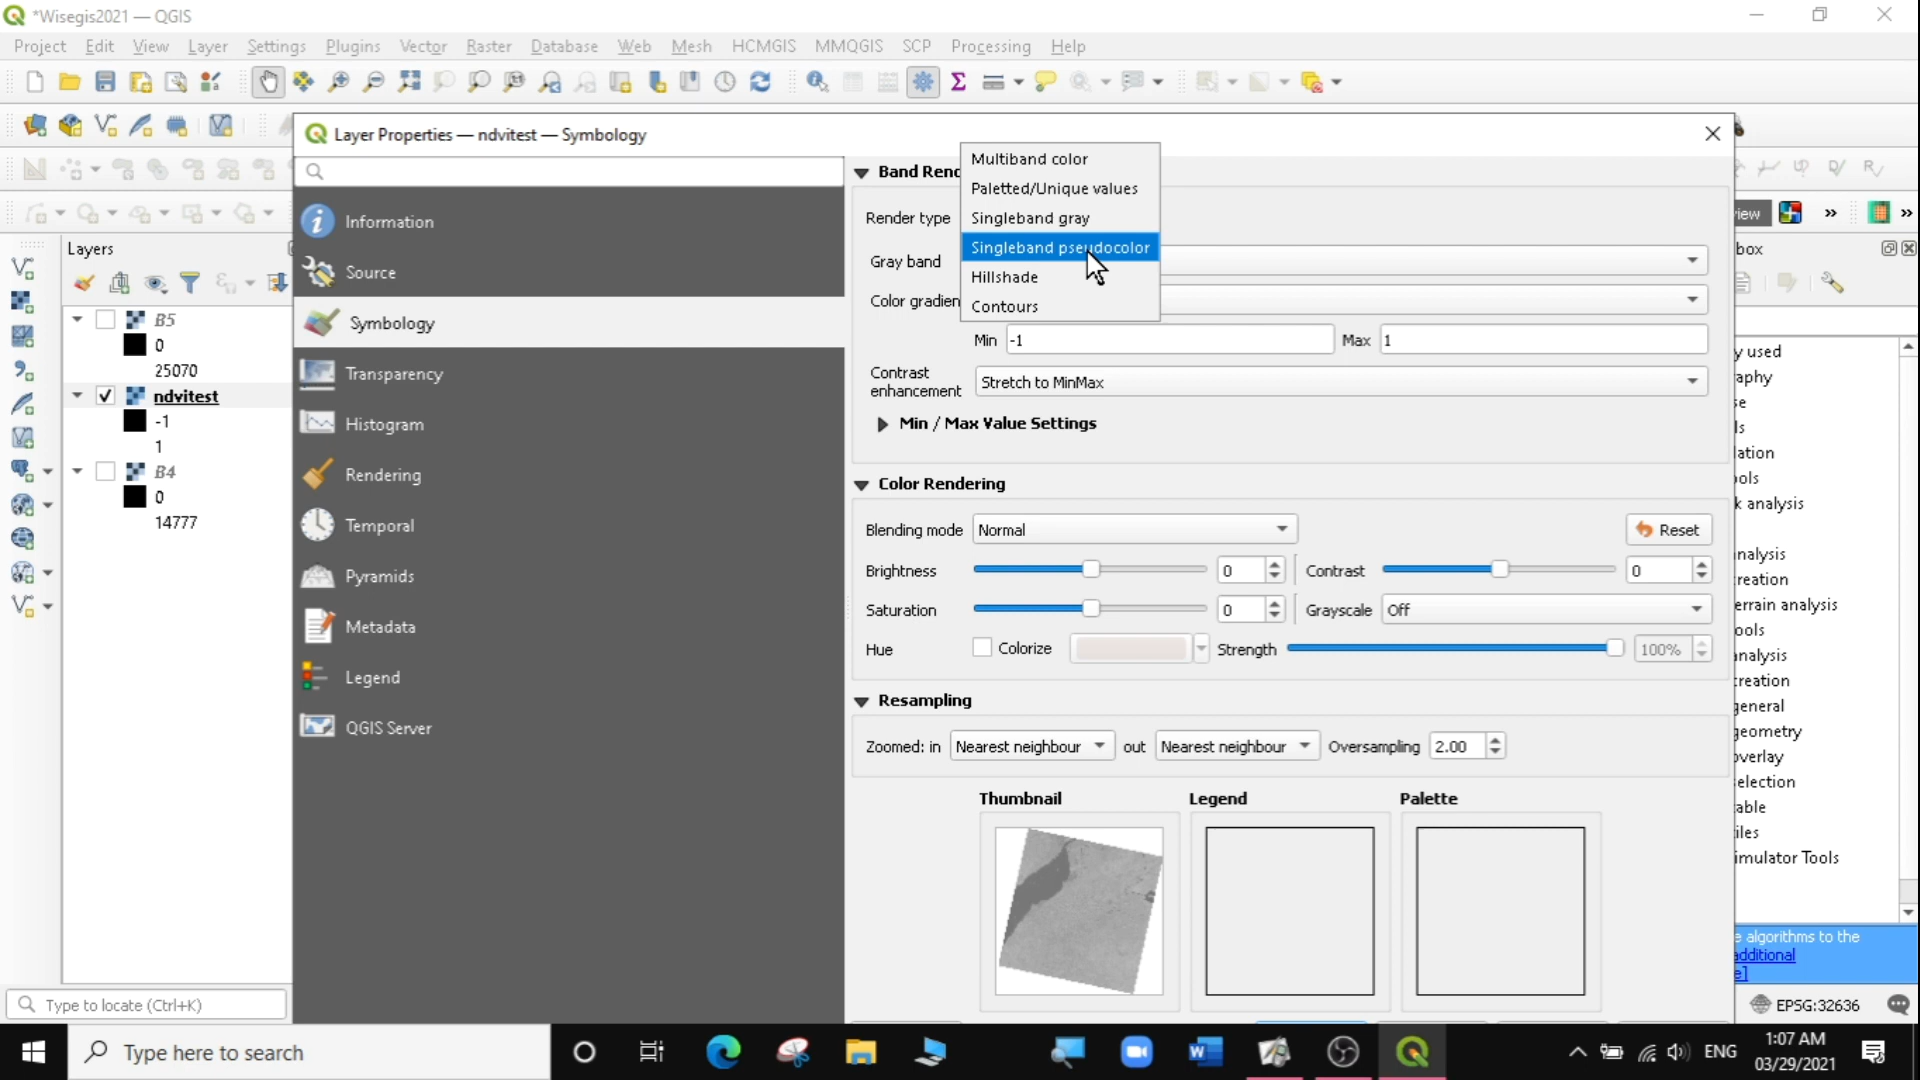 *Wisegis2021 — QGIS
Project Edit View Layer Settings Plugins Vector Raster Database Web Mesh HCMGIS MMQGIS SCP Processing Help
Layer Properties — ndvitest — Symbology
Information
Source
Symbology
Transparency
Histogram
Rendering
Temporal
Pyramids
Metadata
Legend
QGIS Server
Layers
B5
0
25070
ndvitest
-1
1
B4
0
14777
Band Rend
Render type
Multiband color
Paletted/Unique values
Singleband gray
Singleband pseudocolor
Hillshade
Contours
Gray band
Color gradien
Min -1 Max 1
Contrast
enhancement Stretch to MinMax
Min / Max Value Settings
Color Rendering
Blending mode Normal Reset
Brightness 0 Contrast 0
Saturation 0 Grayscale Off
Hue Colorize Strength 100%
Resampling
Zoomed: in Nearest neighbour out Nearest neighbour Oversampling 2.00
Thumbnail Legend Palette
iew
box
y used
aphy
se
ls
lation
ols
k analysis
nalysis
reation
errain analysis
ools
nalysis
reation
general
eometry
overlay
election
able
iles
imulator Tools
e algorithms to the
additional
e]
Type to locate (Ctrl+K)
EPSG:32636
Type here to search
ENG
1:07 AM
03/29/2021